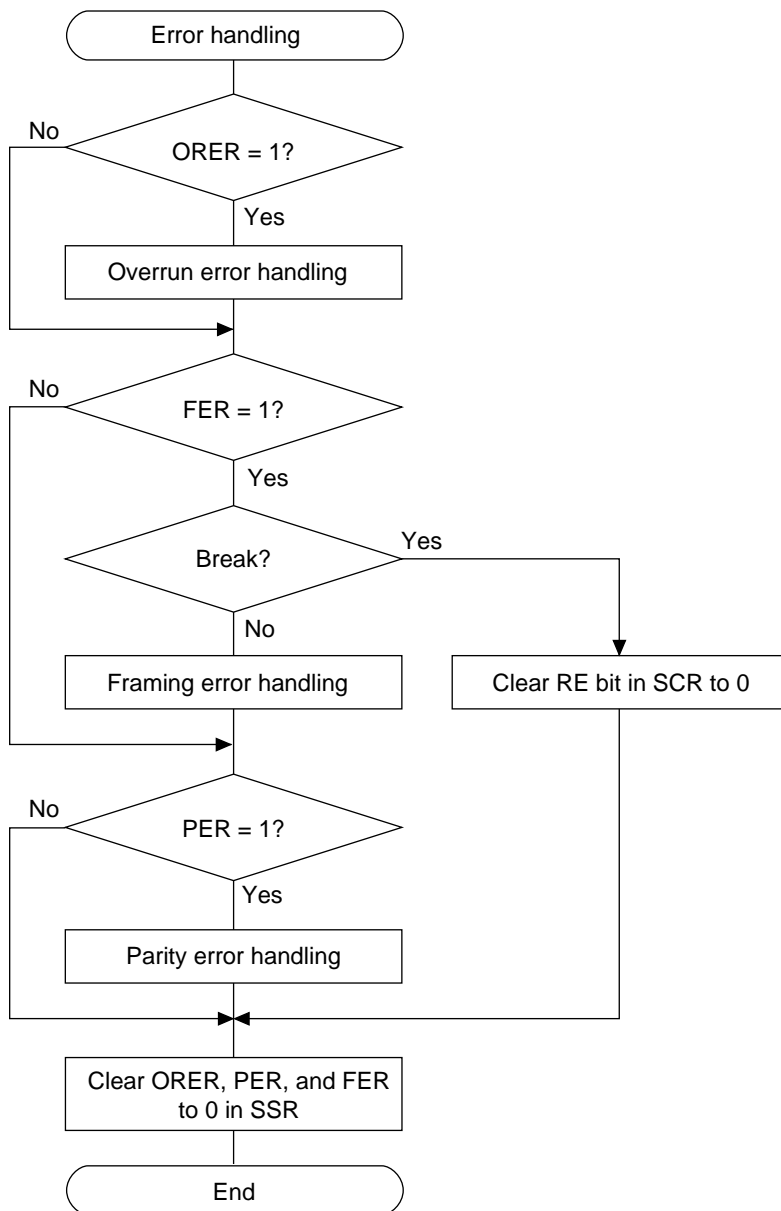 Error handling
No
ORER = 1?
Yes
Overrun error handling
No
FER = 1?
Yes
Break?
Yes
No
Framing error handling
Clear RE bit in SCR to 0
No
PER = 1?
Yes
Parity error handling
Clear ORER, PER, and FER
to 0 in SSR
End